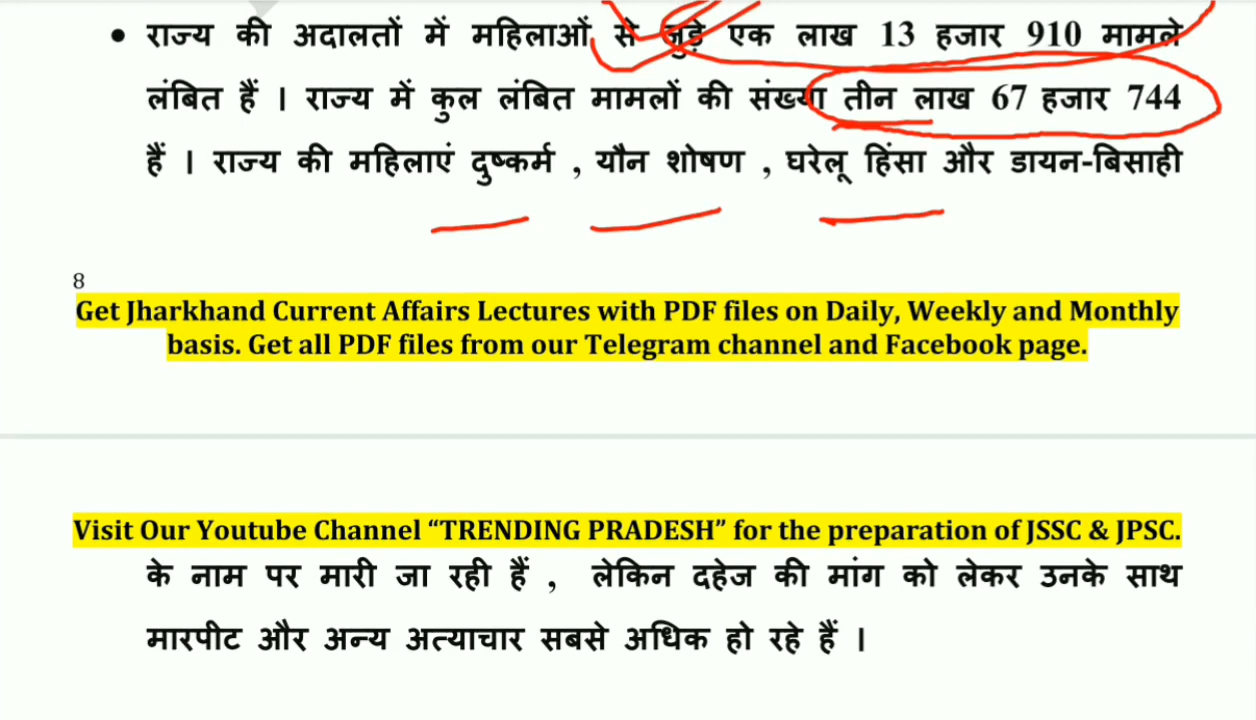 • राज्य की अदालतों में महिलाओं से जुड़े एक लाख 13 हजार 910 मामले
लंबित हैं । राज्य में कुल लंबित मामलों की संख्या तीन लाख 67 हजार 744
हैं । राज्य की महिलाएं दुष्कर्म , यौन शोषण , घरेलू हिंसा और डायन-बिसाही
8
Get Jharkhand Current Affairs Lectures with PDF files on Daily, Weekly and Monthly
basis. Get all PDF files from our Telegram channel and Facebook page.
Visit Our Youtube Channel “TRENDING PRADESH” for the preparation of JSSC & JPSC.
के नाम पर मारी जा रही हैं , लेकिन दहेज की मांग को लेकर उनके साथ
मारपीट और अन्य अत्याचार सबसे अधिक हो रहे हैं ।